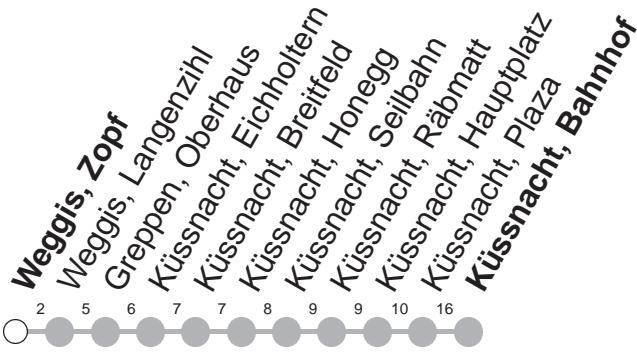 Weggis, Zopf
Weggis, Langenzihl
Greppen, Oberhaus
Küssnacht, Eichholtern
Küssnacht, Breitfeld
Küssnacht, Honegg
Küssnacht, Seilbahn
Küssnacht, Räbmatt
Küssnacht, Hauptplatz
Küssnacht, Plaza
Küssnacht, Bahnhof
2 5 6 7 7 8 9 9 10 16